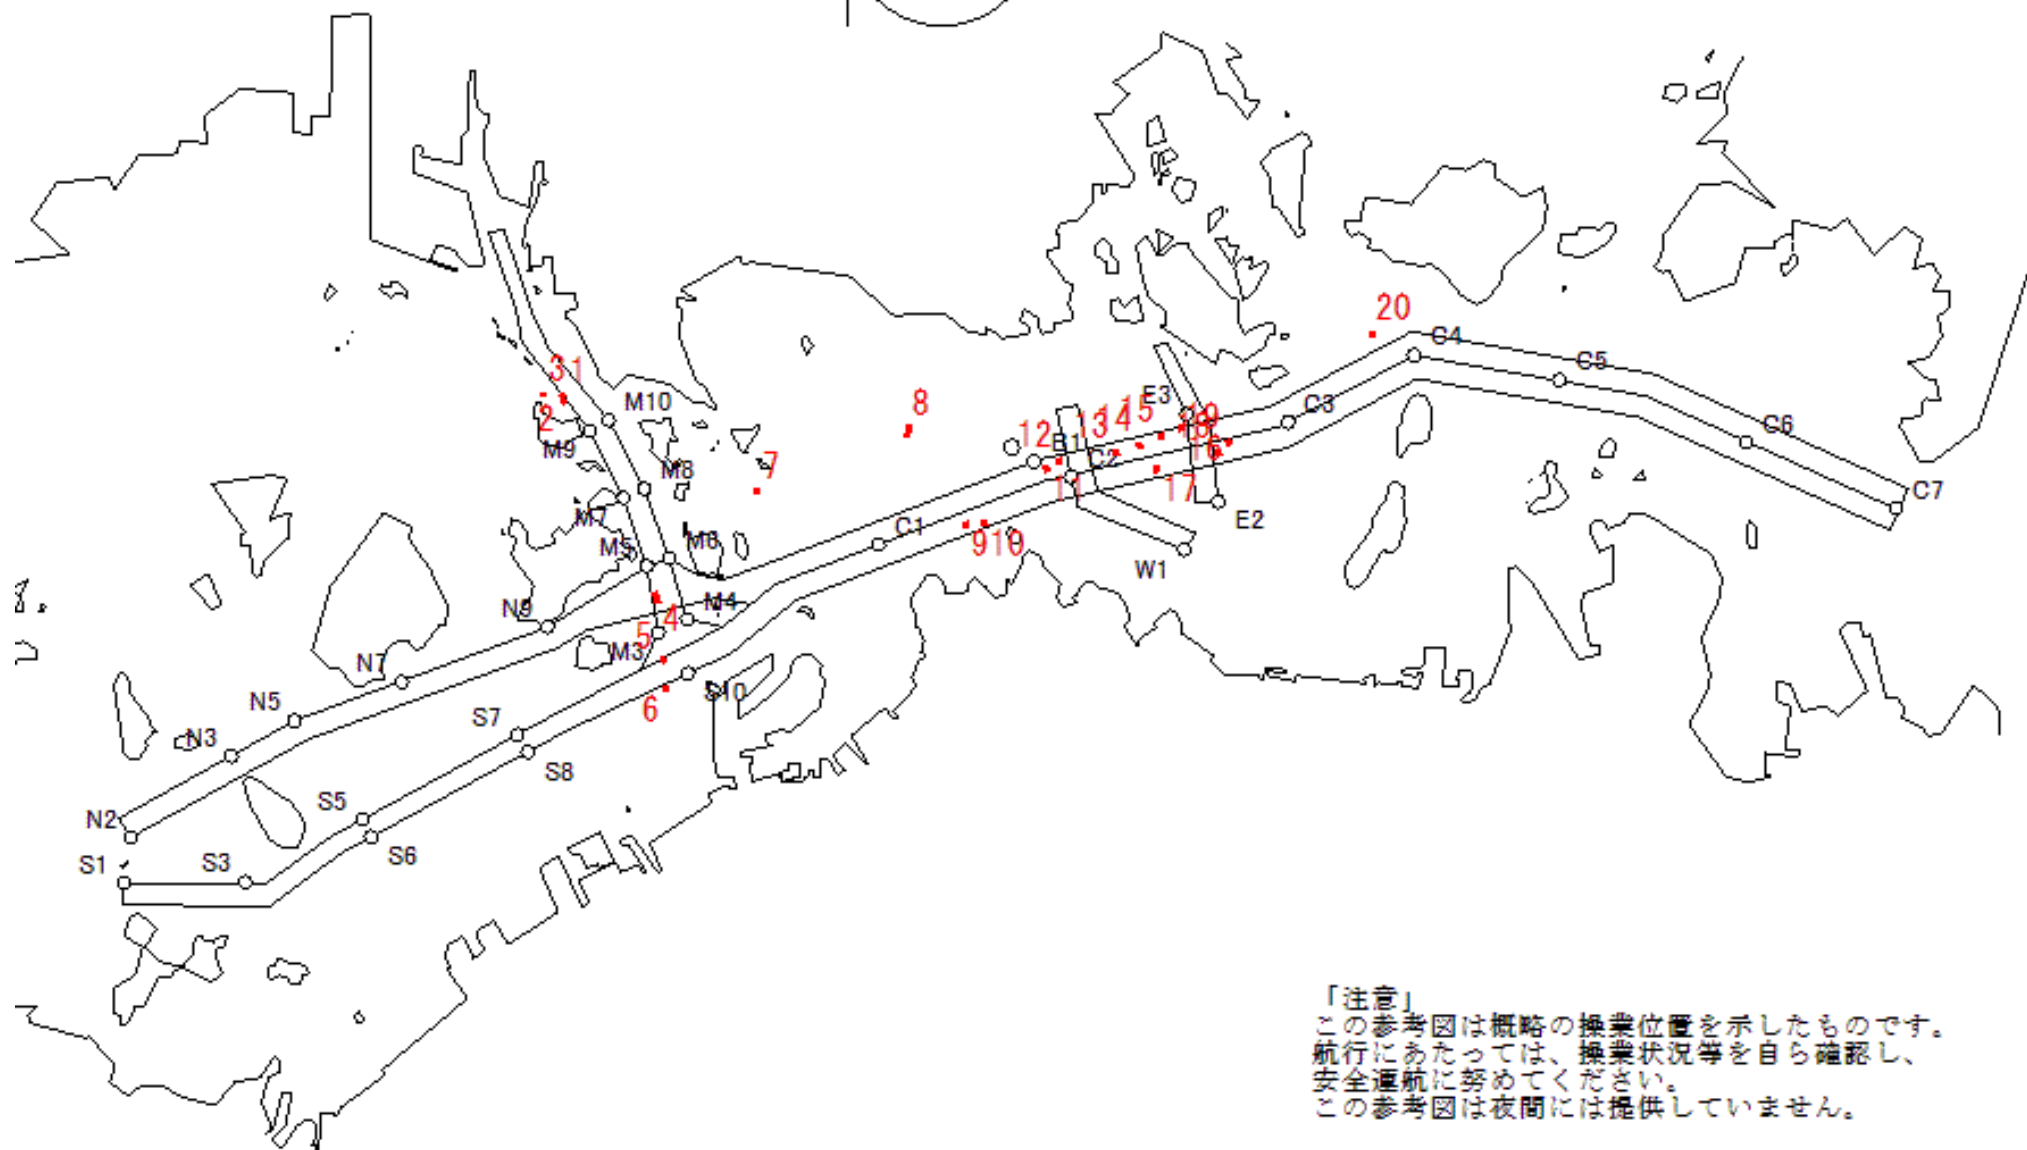 20
C4
C5
31
M10
2
8
E3
15
14
13
19
18
C3
12
B1
C6
M9
C2
16
M8
7
11
17
C7
M7
E2
C1
M5
M6
910
W1
N9
M4
4
5
M3
N7
6
S10
N5
S7
N3
S8
S5
N2
S6
S1
S3
「注意」
この参考図は概略の操業位置を示したものです。
航行にあたっては、操業状況等を自ら確認し、
安全運航に努めてください。
この参考図は夜間には提供していません。